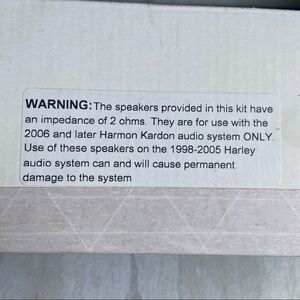 WARNING: The speakers provided in this kit have
an impedance of 2 ohms. They are for use with the
2006 and later Harmon Kardon audio system ONLY.
Use of these speakers on the 1998-2005 Harley
audio system can and will cause permanent
damage to the system